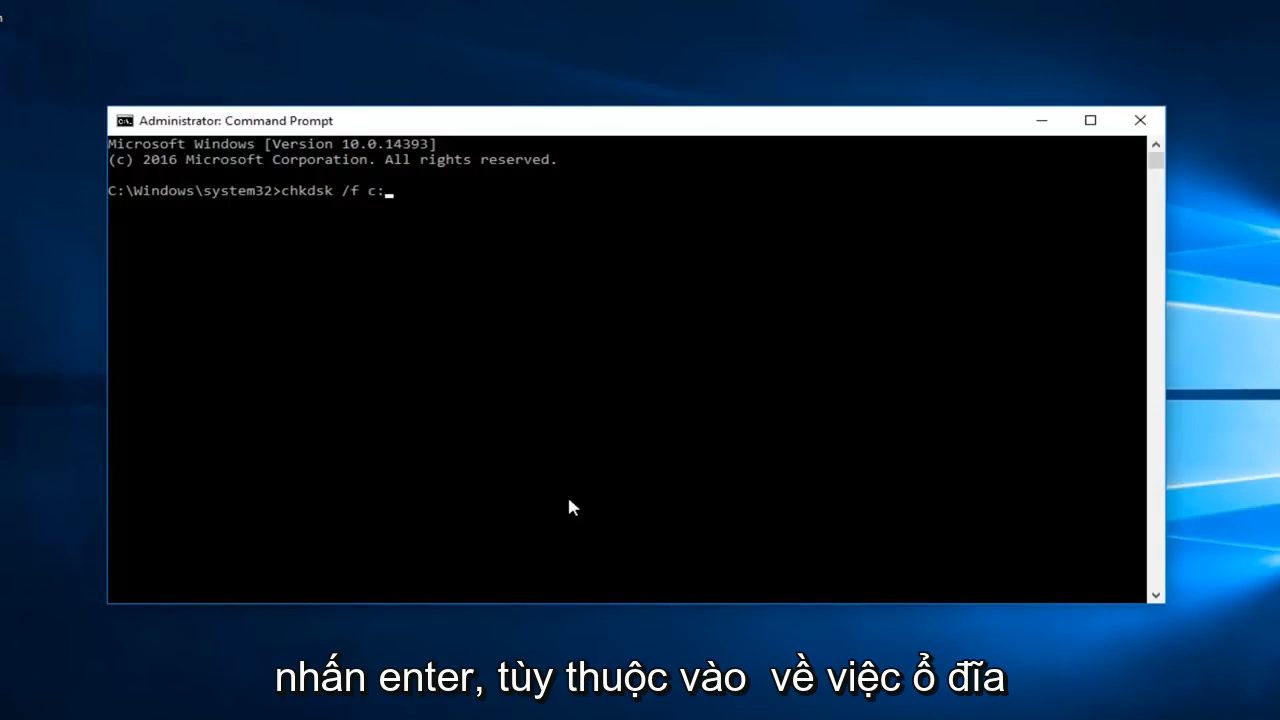 n
Administrator: Command Prompt
Microsoft Windows [Version 10.0.14393]
(c) 2016 Microsoft Corporation. All rights reserved.
C:\Windows\system32>chkdsk /f c:
nhấn enter, tùy thuộc vào  về việc ổ đĩa